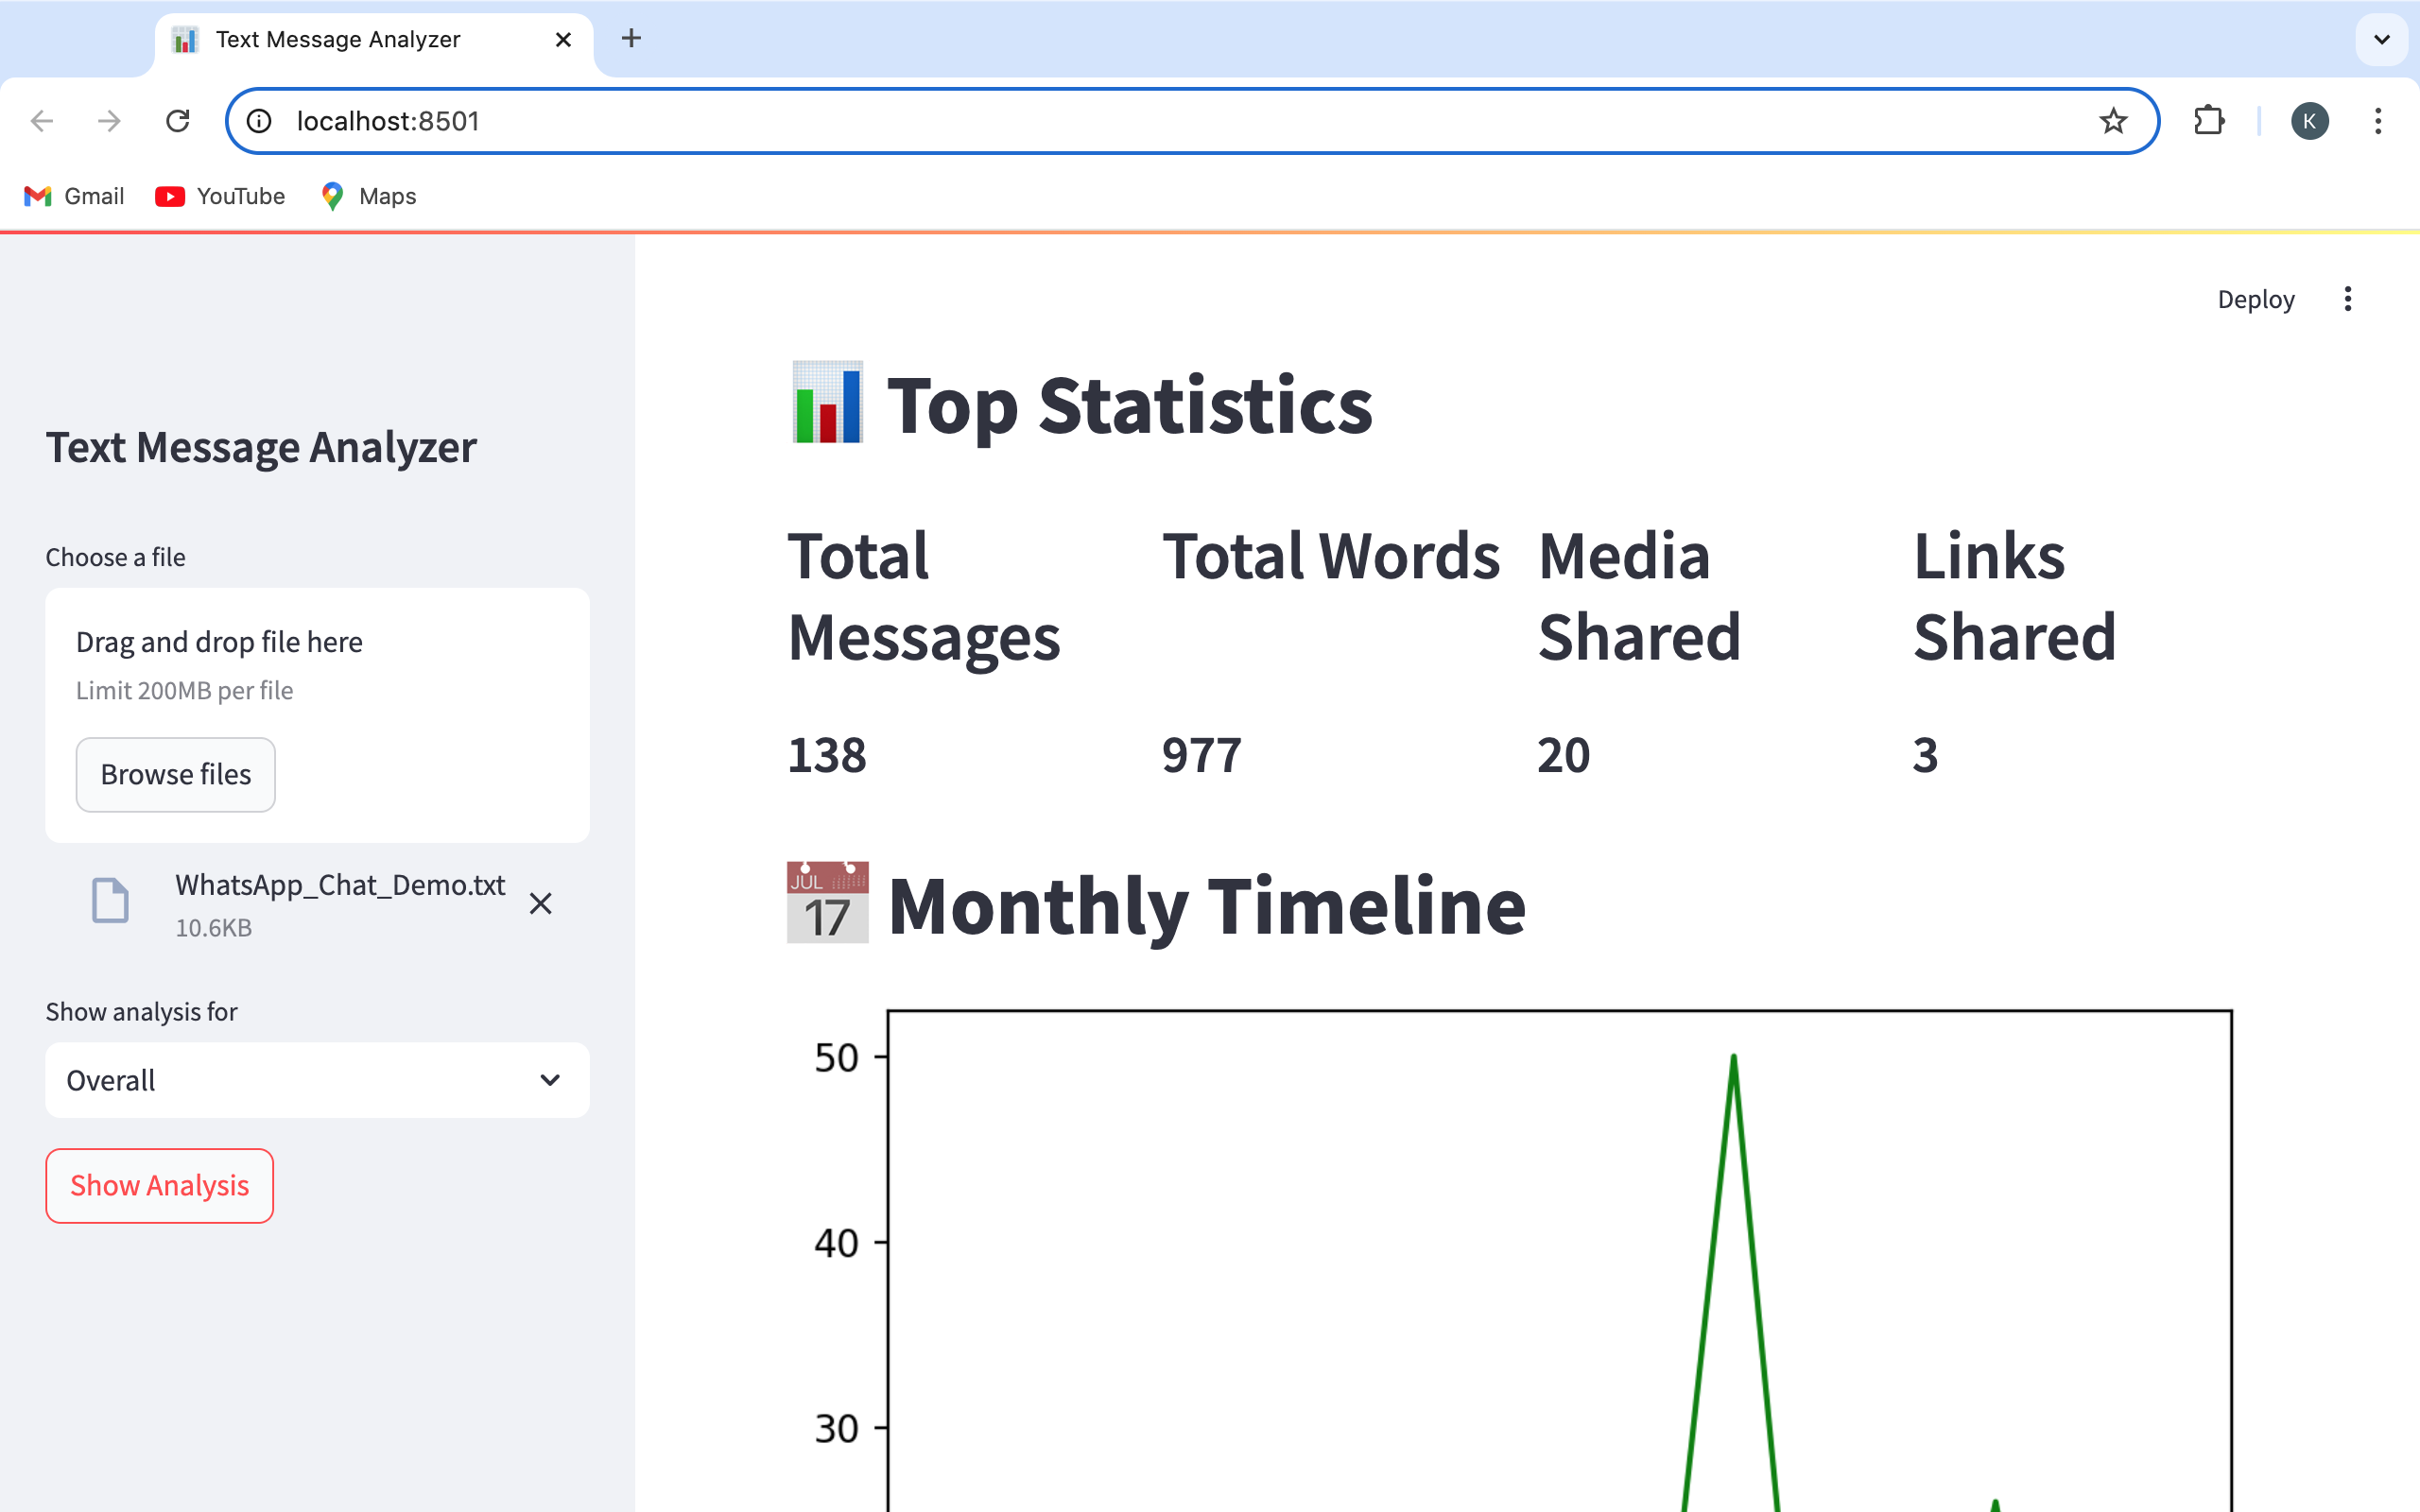 Text Message Analyzer
localhost:8501
K
Gmail
YouTube
Maps
Deploy
Text Message Analyzer
Choose a file
Drag and drop file here
Limit 200MB per file
Browse files
WhatsApp_Chat_Demo.txt
10.6KB
Show analysis for
Overall
Show Analysis
📊 Top Statistics
Total Messages
Total Words
Media Shared
Links Shared
138
977
20
3
JUL
17
Monthly Timeline
50
40
30